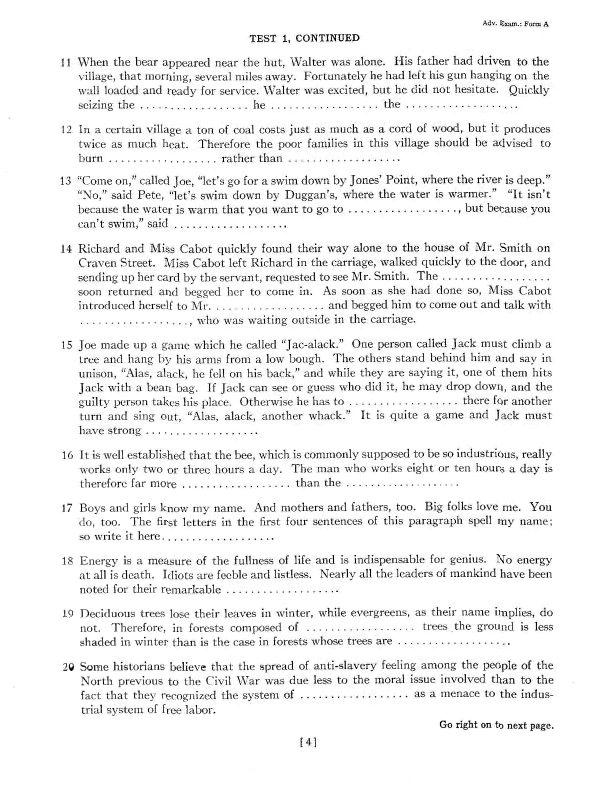 Adv. Exam.: Form A
TEST 1, CONTINUED
11 When the bear appeared near the hut, Walter was alone. His father had driven to the
village, that morning, several miles away. Fortunately he had left his gun hanging on the
wall loaded and ready for service. Walter was excited, but he did not hesitate. Quickly
seizing the .................. he .................. the ..................
12 In a certain village a ton of coal costs just as much as a cord of wood, but it produces
twice as much heat. Therefore the poor families in this village should be advised to
burn .................. rather than ..................
13 "Come on," called Joe, "let's go for a swim down by Jones' Point, where the river is deep."
"No," said Pete, "let's swim down by Duggan's, where the water is warmer." "It isn't
because the water is warm that you want to go to .................., but because you
can't swim," said ..................
14 Richard and Miss Cabot quickly found their way alone to the house of Mr. Smith on
Craven Street. Miss Cabot left Richard in the carriage, walked quickly to the door, and
sending up her card by the servant, requested to see Mr. Smith. The ..................
soon returned and begged her to come in. As soon as she had done so, Miss Cabot
introduced herself to Mr. .................. and begged him to come out and talk with
.................., who was waiting outside in the carriage.
15 Joe made up a game which he called "Jac-alack." One person called Jack must climb a
tree and hang by his arms from a low bough. The others stand behind him and say in
unison, "Alas, alack, he fell on his back," and while they are saying it, one of them hits
Jack with a bean bag. If Jack can see or guess who did it, he may drop down, and the
guilty person takes his place. Otherwise he has to .................. there for another
turn and sing out, "Alas, alack, another whack." It is quite a game and Jack must
have strong ..................
16 It is well established that the bee, which is commonly supposed to be so industrious, really
works only two or three hours a day. The man who works eight or ten hours a day is
therefore far more .................. than the ..................
17 Boys and girls know my name. And mothers and fathers, too. Big folks love me. You
do, too. The first letters in the first four sentences of this paragraph spell my name;
so write it here..................
18 Energy is a measure of the fullness of life and is indispensable for genius. No energy
at all is death. Idiots are feeble and listless. Nearly all the leaders of mankind have been
noted for their remarkable ..................
19 Deciduous trees lose their leaves in winter, while evergreens, as their name implies, do
not. Therefore, in forests composed of .................. trees the ground is less
shaded in winter than is the case in forests whose trees are ..................
20 Some historians believe that the spread of anti-slavery feeling among the people of the
North previous to the Civil War was due less to the moral issue involved than to the
fact that they recognized the system of .................. as a menace to the indus-
trial system of free labor.
Go right on to next page.
[4]